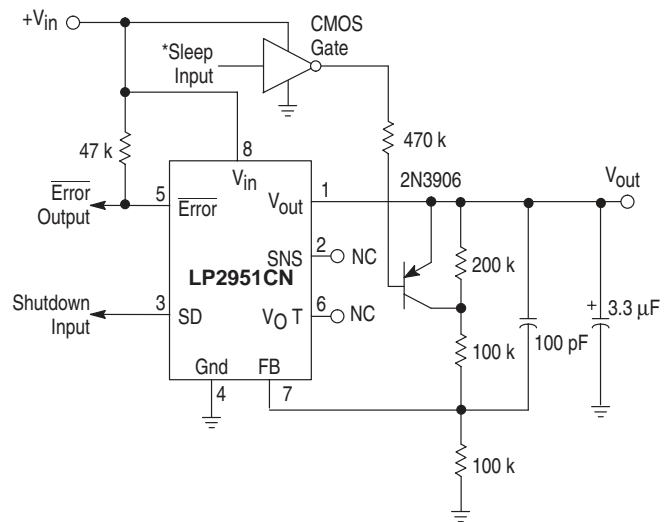 +Vin
*Sleep
Input
CMOS
Gate
47 k
470 k
8
Vin
2N3906
Error
Output
5
Error
Vout
1
Vout
SNS
2
NC
200 k
LP2951CN
Shutdown
Input
3
SD
VO T
6
NC
100 k
100 pF
+
3.3 µF
Gnd
FB
4
7
100 k